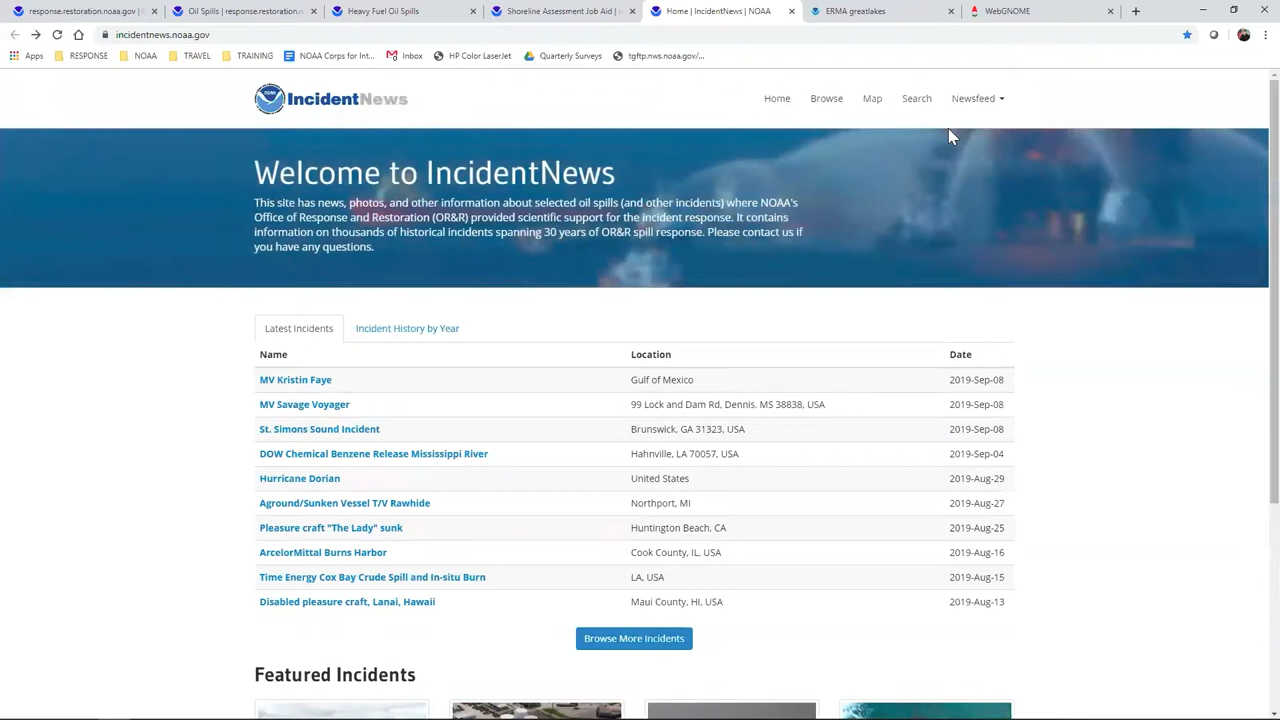 response.restoration.noaa.gov | O
Oil Spills | response.restoration.n
Heavy Fuel Oil Spills
Shoreline Assessment Job Aid | r
Home | IncidentNews | NOAA
ERMA greatlakes
WebGNOME
incidentnews.noaa.gov
Apps
RESPONSE
NOAA
TRAVEL
TRAINING
NOAA Corps for Int...
Inbox
HP Color LaserJet
Quarterly Surveys
tgftp.nws.noaa.gov/...
IncidentNews
Home
Browse
Map
Search
Newsfeed
Welcome to IncidentNews
This site has news, photos, and other information about selected oil spills (and other incidents) where NOAA's
Office of Response and Restoration (OR&R) provided scientific support for the incident response. It contains
information on thousands of historical incidents spanning 30 years of OR&R spill response. Please contact us if
you have any questions.
Latest Incidents
Incident History by Year
Name Location Date
MV Kristin Faye Gulf of Mexico 2019-Sep-08
MV Savage Voyager 99 Lock and Dam Rd, Dennis. MS 38838, USA 2019-Sep-08
St. Simons Sound Incident Brunswick, GA 31323, USA 2019-Sep-08
DOW Chemical Benzene Release Mississippi River Hahnville, LA 70057, USA 2019-Sep-04
Hurricane Dorian United States 2019-Aug-29
Aground/Sunken Vessel T/V Rawhide Northport, MI 2019-Aug-27
Pleasure craft "The Lady" sunk Huntington Beach, CA 2019-Aug-25
ArcelorMittal Burns Harbor Cook County, IL, USA 2019-Aug-16
Time Energy Cox Bay Crude Spill and In-situ Burn LA, USA 2019-Aug-15
Disabled pleasure craft, Lanai, Hawaii Maui County, HI, USA 2019-Aug-13
Browse More Incidents
Featured Incidents